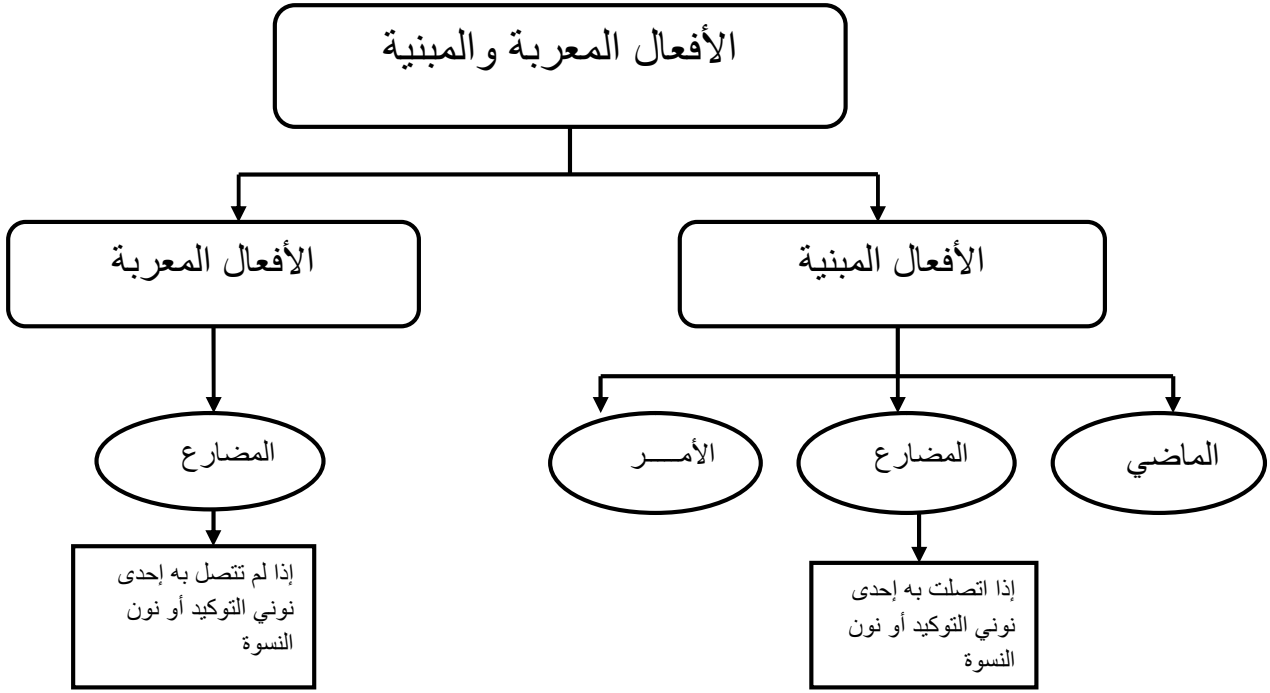 الأفعال المعربة والمبنية
الأفعال المبنية
الأفعال المعربة
الماضي
المضارع
الأمــــر
المضارع
إذا اتصلت به إحدى
نوني التوكيد أو نون
النسوة
إذا لم تتصل به إحدى
نوني التوكيد أو نون
النسوة